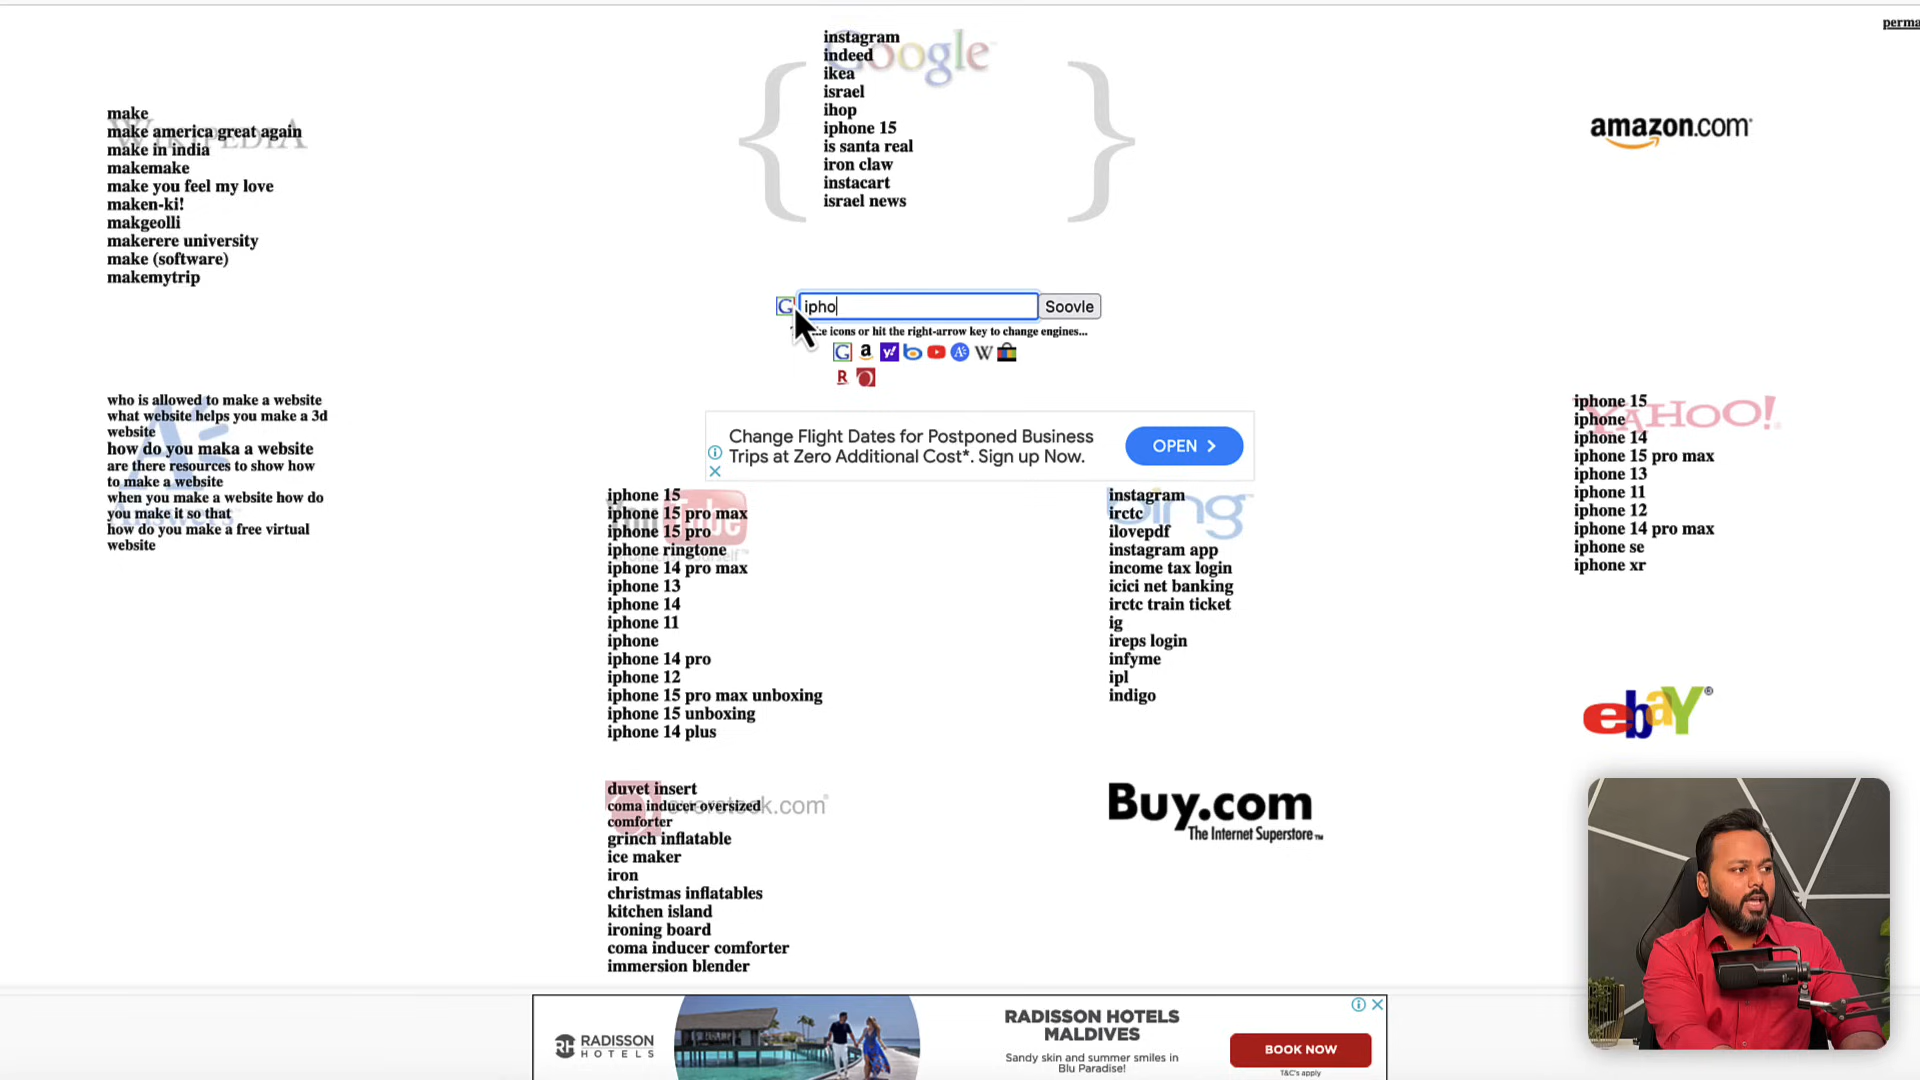 perma
Google
instagram
indeed
ikea
israel
ihop
iphone 15
is santa real
iron claw
instacart
israel news
WIKIPEDIA
make
make america great again
make in india
makemake
make you feel my love
maken-ki!
makgeolli
makerere university
make (software)
makemytrip
amazon.com
G ipho Soovle
e icons or hit the right-arrow key to change engines...
G a y! b A W
R
Answers™
who is allowed to make a website
what website helps you make a 3d
website
how do you maka a website
are there resources to show how
to make a website
when you make a website how do
you make it so that
how do you make a free virtual
website
Change Flight Dates for Postponed Business
Trips at Zero Additional Cost*. Sign up Now.
OPEN
YAHOO!
iphone 15
iphone
iphone 14
iphone 15 pro max
iphone 13
iphone 11
iphone 12
iphone 14 pro max
iphone se
iphone xr
YouTube
iphone 15
iphone 15 pro max
iphone 15 pro
iphone ringtone
iphone 14 pro max
iphone 13
iphone 14
iphone 11
iphone
iphone 14 pro
iphone 12
iphone 15 pro max unboxing
iphone 15 unboxing
iphone 14 plus
bing™
instagram
irctc
ilovepdf
instagram app
income tax login
icici net banking
irctc train ticket
ig
ireps login
infyme
ipl
indigo
ebaY®
overstock.com®
duvet insert
coma inducer oversized
comforter
grinch inflatable
ice maker
iron
christmas inflatables
kitchen island
ironing board
coma inducer comforter
immersion blender
Buy.com
The Internet Superstore™
RH RADISSON
HOTELS
RADISSON HOTELS
MALDIVES
Sandy skin and summer smiles in
Blu Paradise!
BOOK NOW
T&C's apply